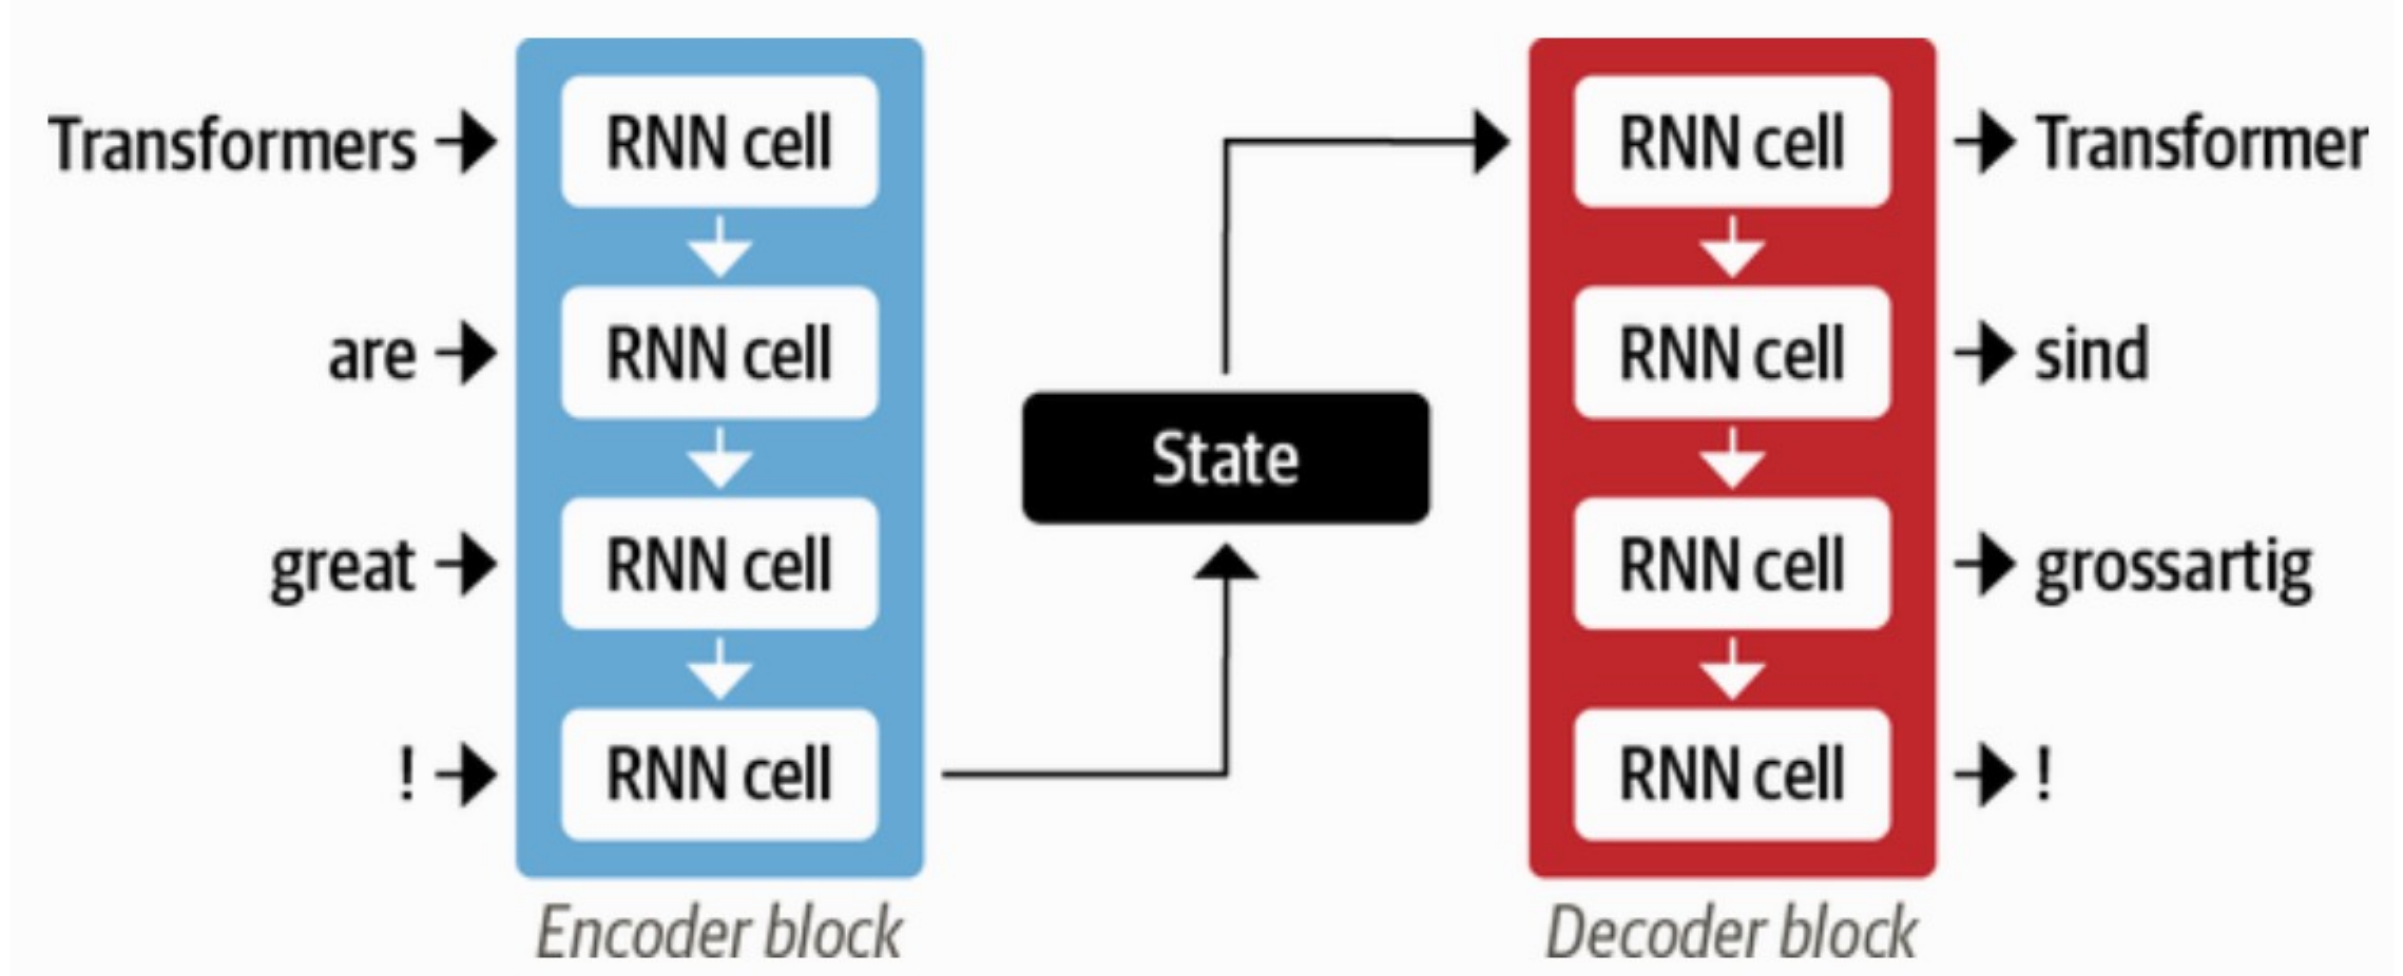 Transformers
RNN cell
are
RNN cell
great
RNN cell
!
RNN cell
Encoder block
State
RNN cell
Transformer
RNN cell
sind
RNN cell
grossartig
RNN cell
!
Decoder block